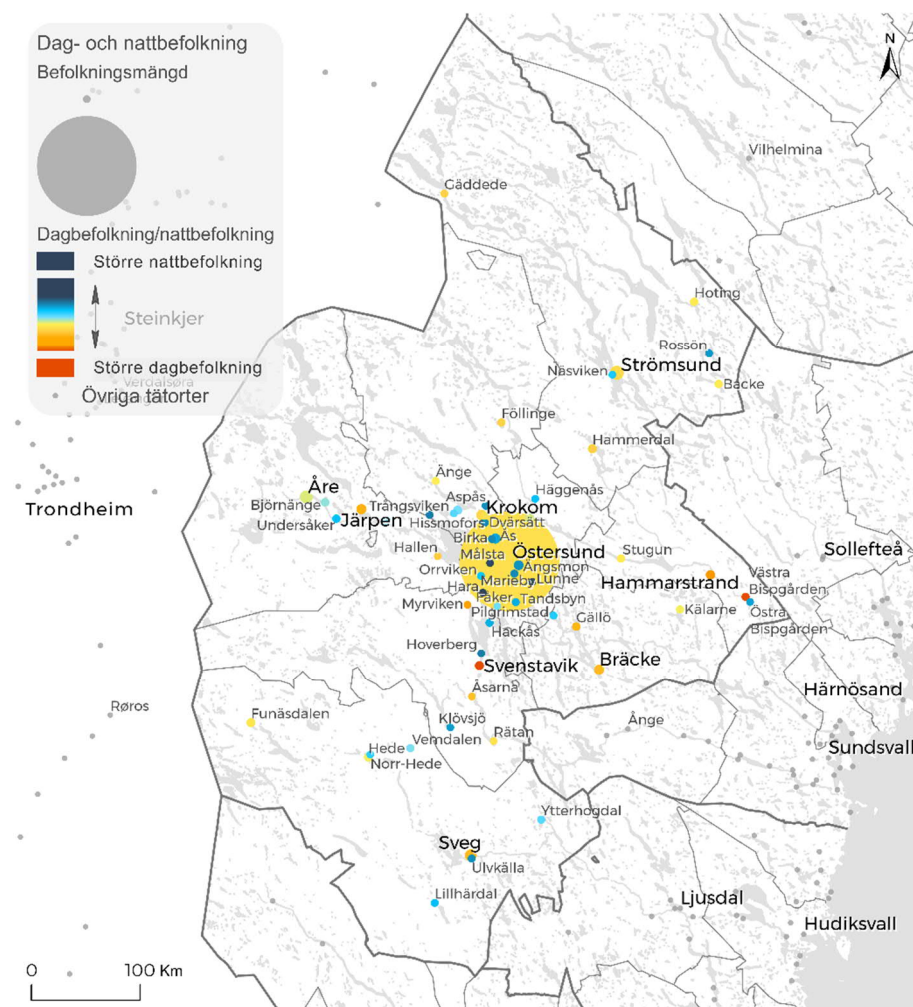 Dag- och nattbefolkning
Befolkningsmängd
Dagbefolkning/nattbefolkning
Större nattbefolkning
Steinkjer
Större dagbefolkning
Verdalsøra
Övriga tätorter
N
Vilhelmina
Gäddede
Hoting
Rossön
Strömsund
Näsviken
Backe
Föllinge
Hammerdal
Änge
Häggenås
Åre
Björnänge
Undersåker
Järpen
Trångsviken
Aspås
Krokom
Hissmofors
Dvärsätt
Birka
Ås
Trondheim
Hallen
Målsta
Östersund
Ängsmon
Orrviken
Marieby
Lunne
Hara
Fåker
Tandsbyn
Myrviken
Pilgrimstad
Hackås
Stugun
Sollefteå
Hammarstrand
Västra
Bispgården
Östra
Bispgården
Kälarne
Gällö
Hoverberg
Svenstavik
Bräcke
Åsarna
Härnösand
Røros
Funäsdalen
Klövsjö
Rätan
Ånge
Sundsvall
Hede
Vemdalen
Norr-Hede
Ytterhogdal
Sveg
Ulvkälla
Lillhärdal
Ljusdal
Hudiksvall
0 100 Km